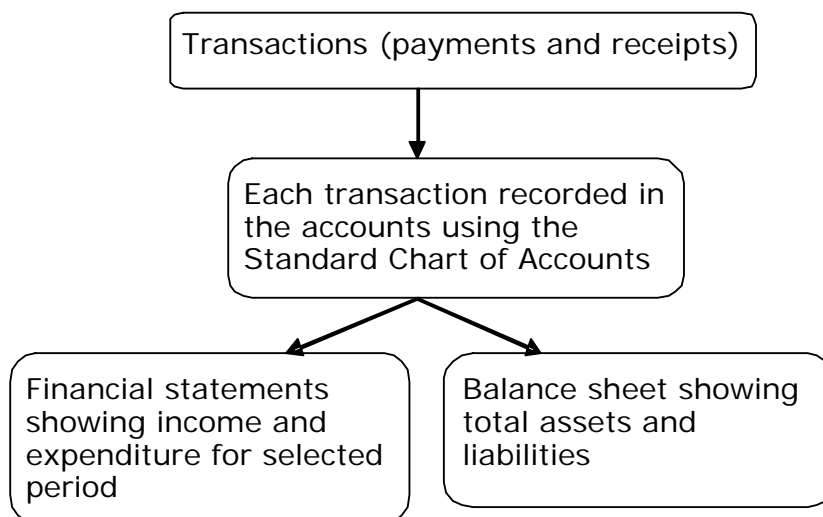 Transactions (payments and receipts)
Each transaction recorded in
the accounts using the
Standard Chart of Accounts
Financial statements
showing income and
expenditure for selected
period
Balance sheet showing
total assets and
liabilities